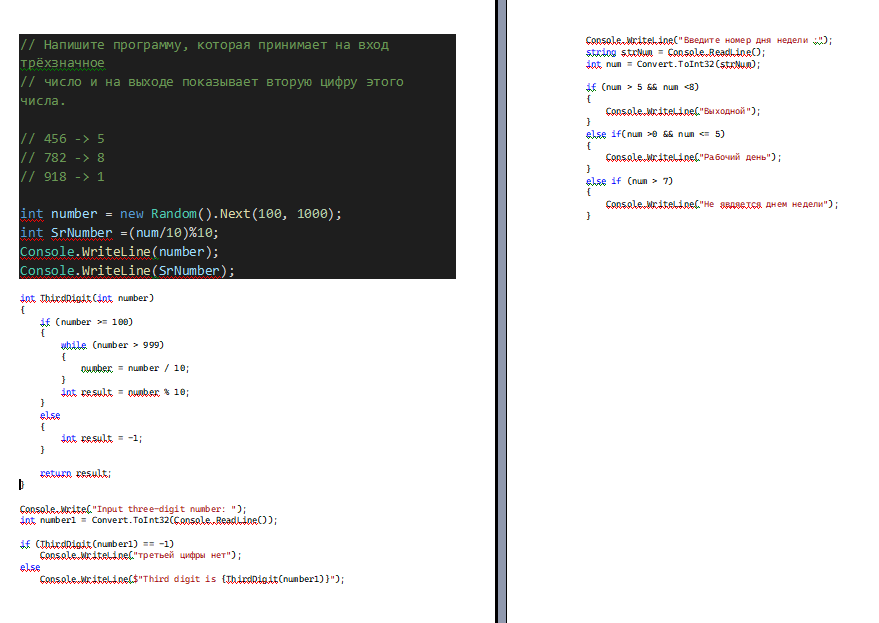 // Напишите программу, которая принимает на вход
трёхзначное
// число и на выходе показывает вторую цифру этого
числа.
// 456 -> 5
// 782 -> 8
// 918 -> 1
int number = new Random().Next(100, 1000);
int SrNumber =(num/10)%10;
Console.WriteLine(number);
Console.WriteLine(SrNumber);
int ThirdDigit(int number)
{
if (number >= 100)
{
while (number > 999)
{
number = number / 10;
}
int result = number % 10;
}
else
{
int result = -1;
}
return result;
}
Console.Write("Input three-digit number: ");
int number1 = Convert.ToInt32(Console.ReadLine());
if (ThirdDigit(number1) == -1)
Console.WriteLine("третьей цифры нет");
else
Console.WriteLine($"Third digit is {ThirdDigit(number1)}");
Console.WriteLine("Введите номер дня недели :");
string strNum = Console.ReadLine();
int num = Convert.ToInt32(strNum);
if (num > 5 && num <8)
{
Console.WriteLine("Выходной");
}
else if(num >0 && num <= 5)
{
Console.WriteLine("Рабочий день");
}
else if (num > 7)
{
Console.WriteLine("Не является днем недели");
}